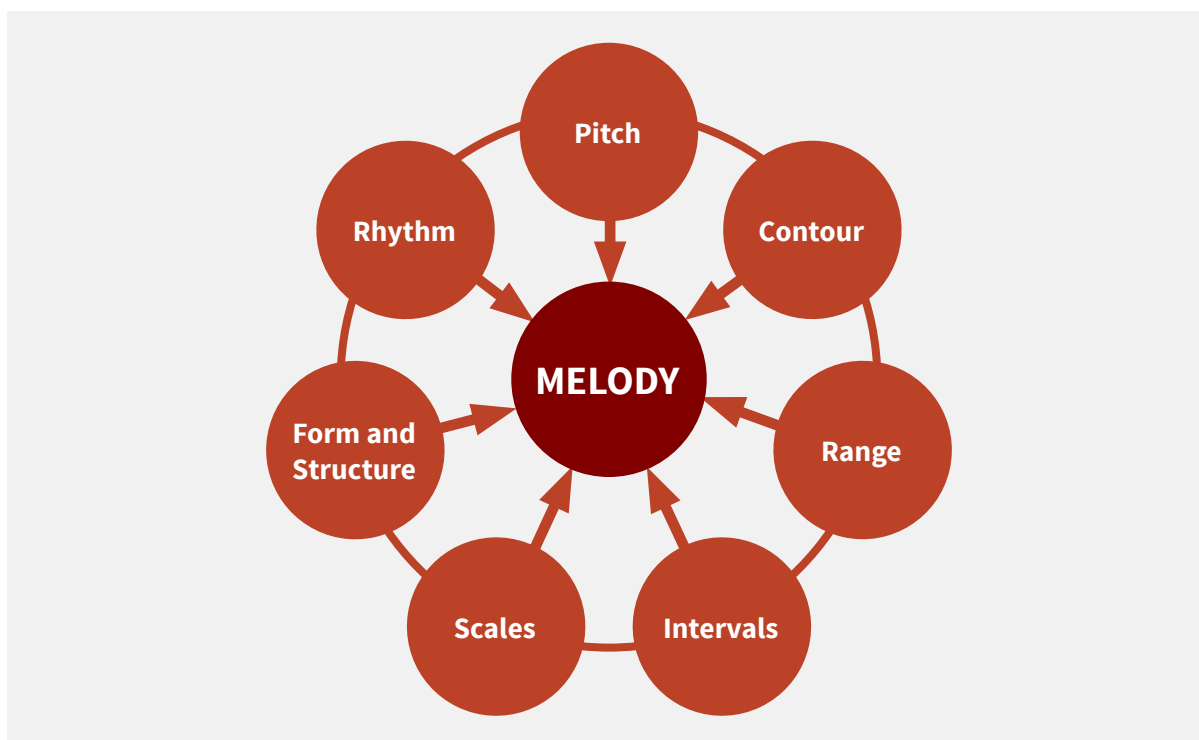 Pitch
Rhythm
Contour
MELODY
Form and
Structure
Range
Scales
Intervals